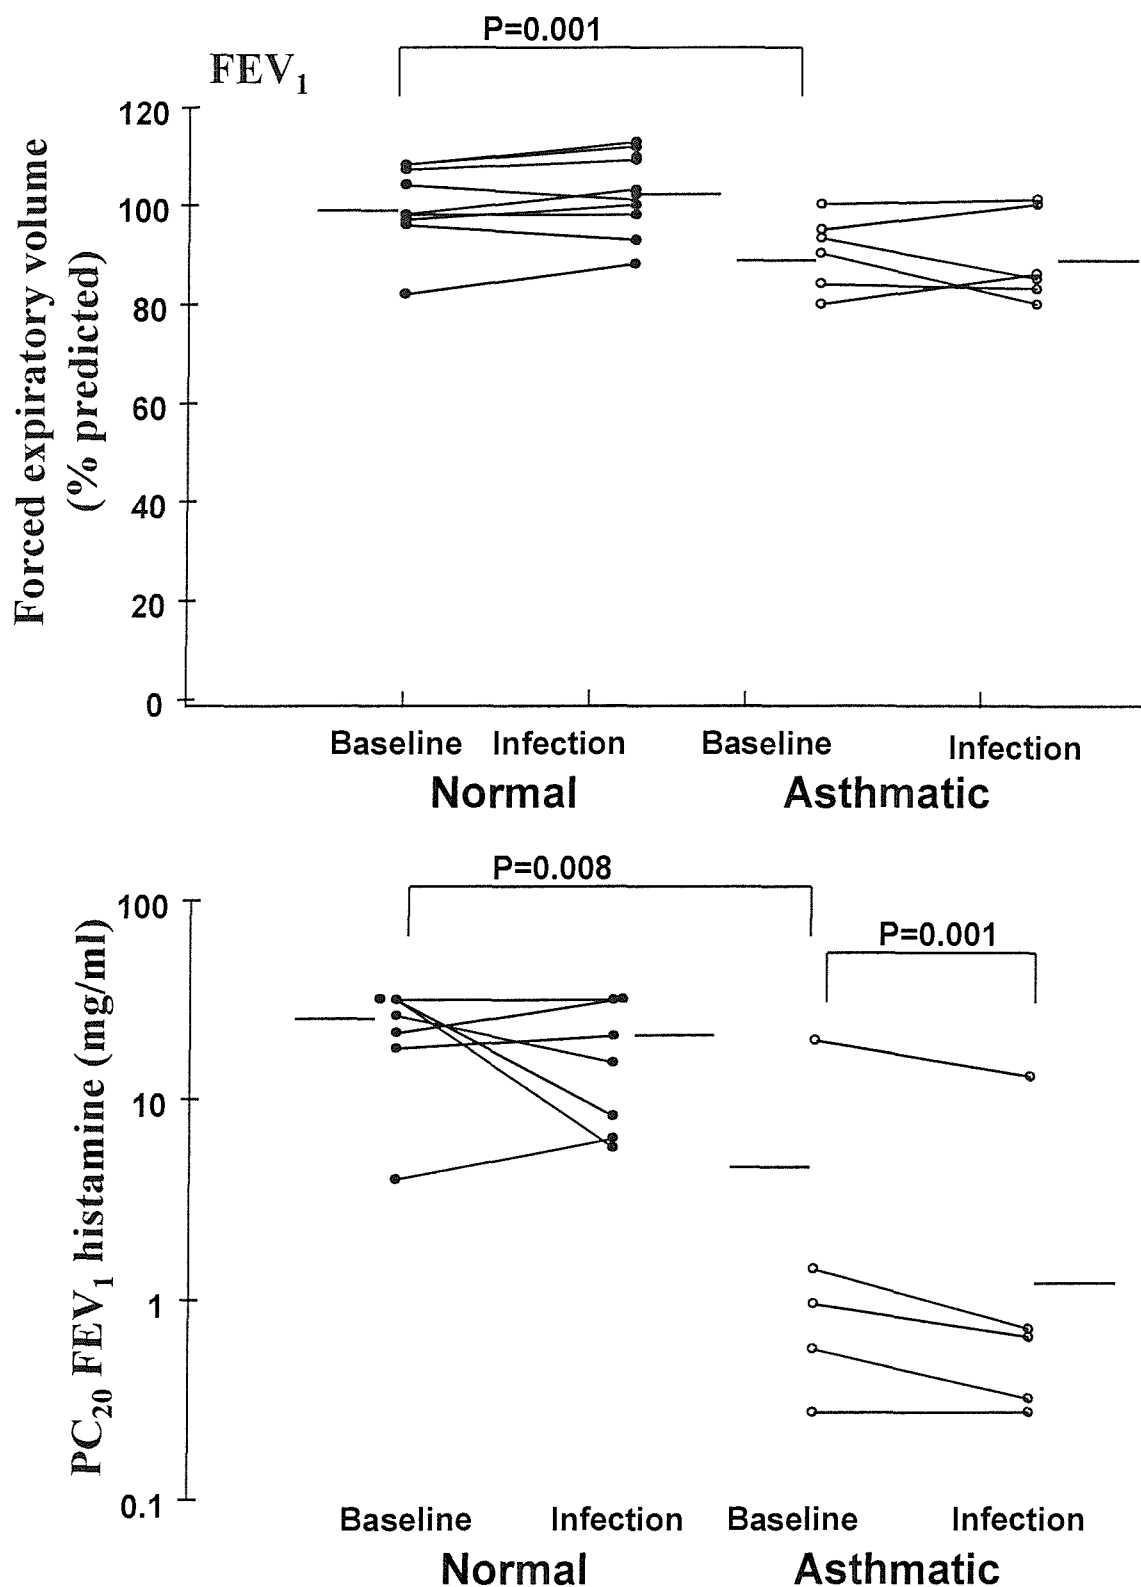 P=0.001
FEV1
Forced expiratory volume
(% predicted)
120
100
80
60
40
20
0
Baseline Infection Baseline Infection
Normal Asthmatic
P=0.008
P=0.001
PC20 FEV1 histamine (mg/ml)
100
10
1
0.1
Baseline Infection Baseline Infection
Normal Asthmatic